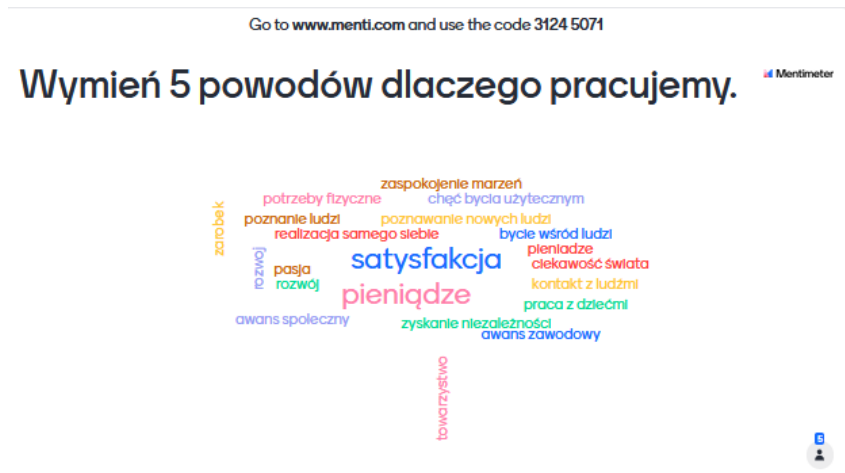 Go to www.menti.com and use the code 3124 5071
Wymień 5 powodów dlaczego pracujemy.
Mentimeter
zaspokojenie marzeń
potrzeby fizyczne
chęć bycia użytecznym
zarobek
poznanie ludzi
poznawanie nowych ludzi
realizacja samego siebie
bycie wśród ludzi
satysfakcja
pieniadze
rozwoj
pasja
ciekawość świata
rozwój
pieniądze
kontakt z ludźmi
praca z dziećmi
awans spoleczny
zyskanie niezależności
awans zawodowy
towarzystwo
5